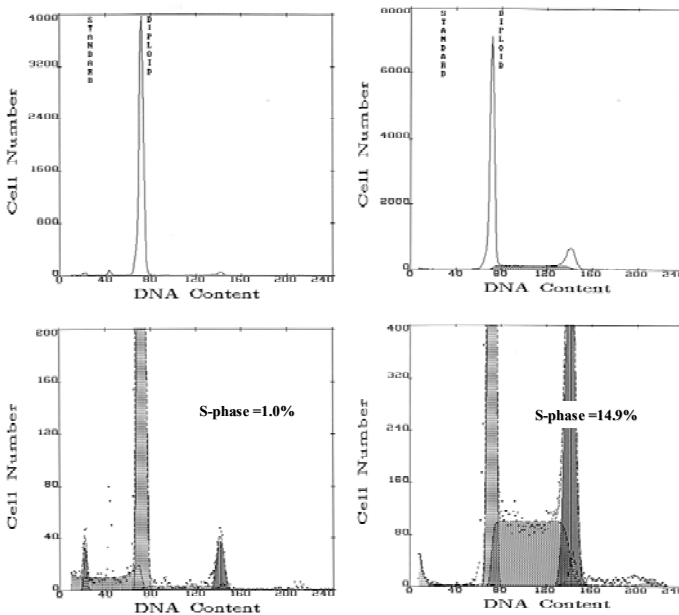 4000
3200
2400
1600
800
0
Cell Number
STANDARD
DIPLOID
0 40 80 120 160 200 240
DNA Content
8000
6000
4000
2000
0
Cell Number
STANDARD
DIPLOID
0 40 80 120 160 200 240
DNA Content
200
160
120
80
40
0
Cell Number
S-phase =1.0%
0 40 80 120 160 200 240
DNA Content
400
320
240
160
80
0
Cell Number
S-phase =14.9%
0 40 80 120 160 200 240
DNA Content